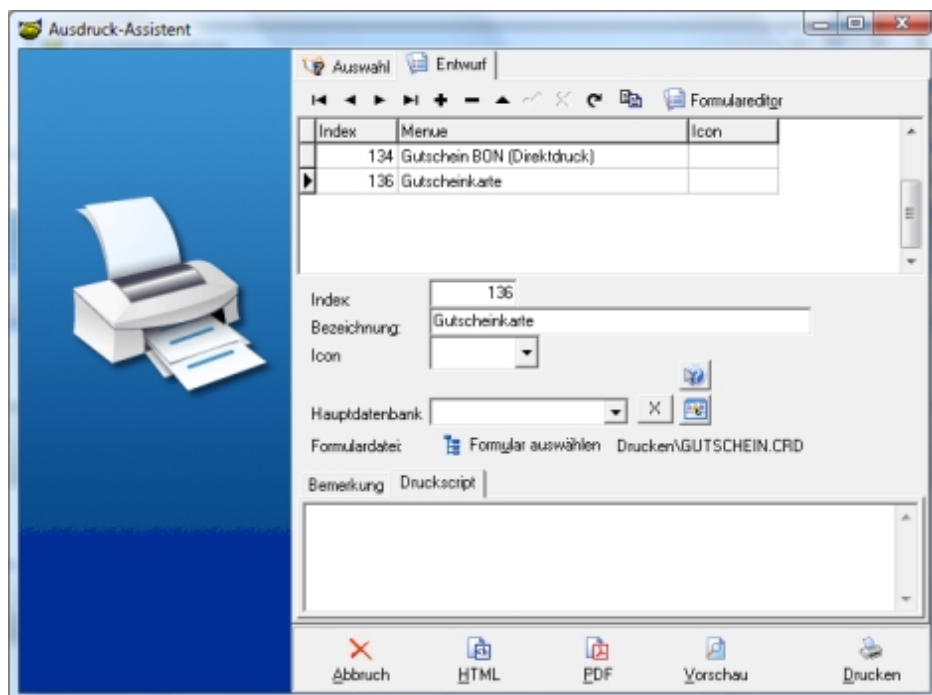 Ausdruck-Assistent
Auswahl Entwurf
Formulareditor
Index Menue Icon
134 Gutschein BON (Direktdruck)
136 Gutscheinkarte
Index 136
Bezeichnung: Gutscheinkarte
Icon
Hauptdatenbank X
Formulardatei: Formular auswählen Drucken\GUTSCHEIN.CRD
Bemerkung Druckscript
Abbruch HTML PDF Vorschau Drucken